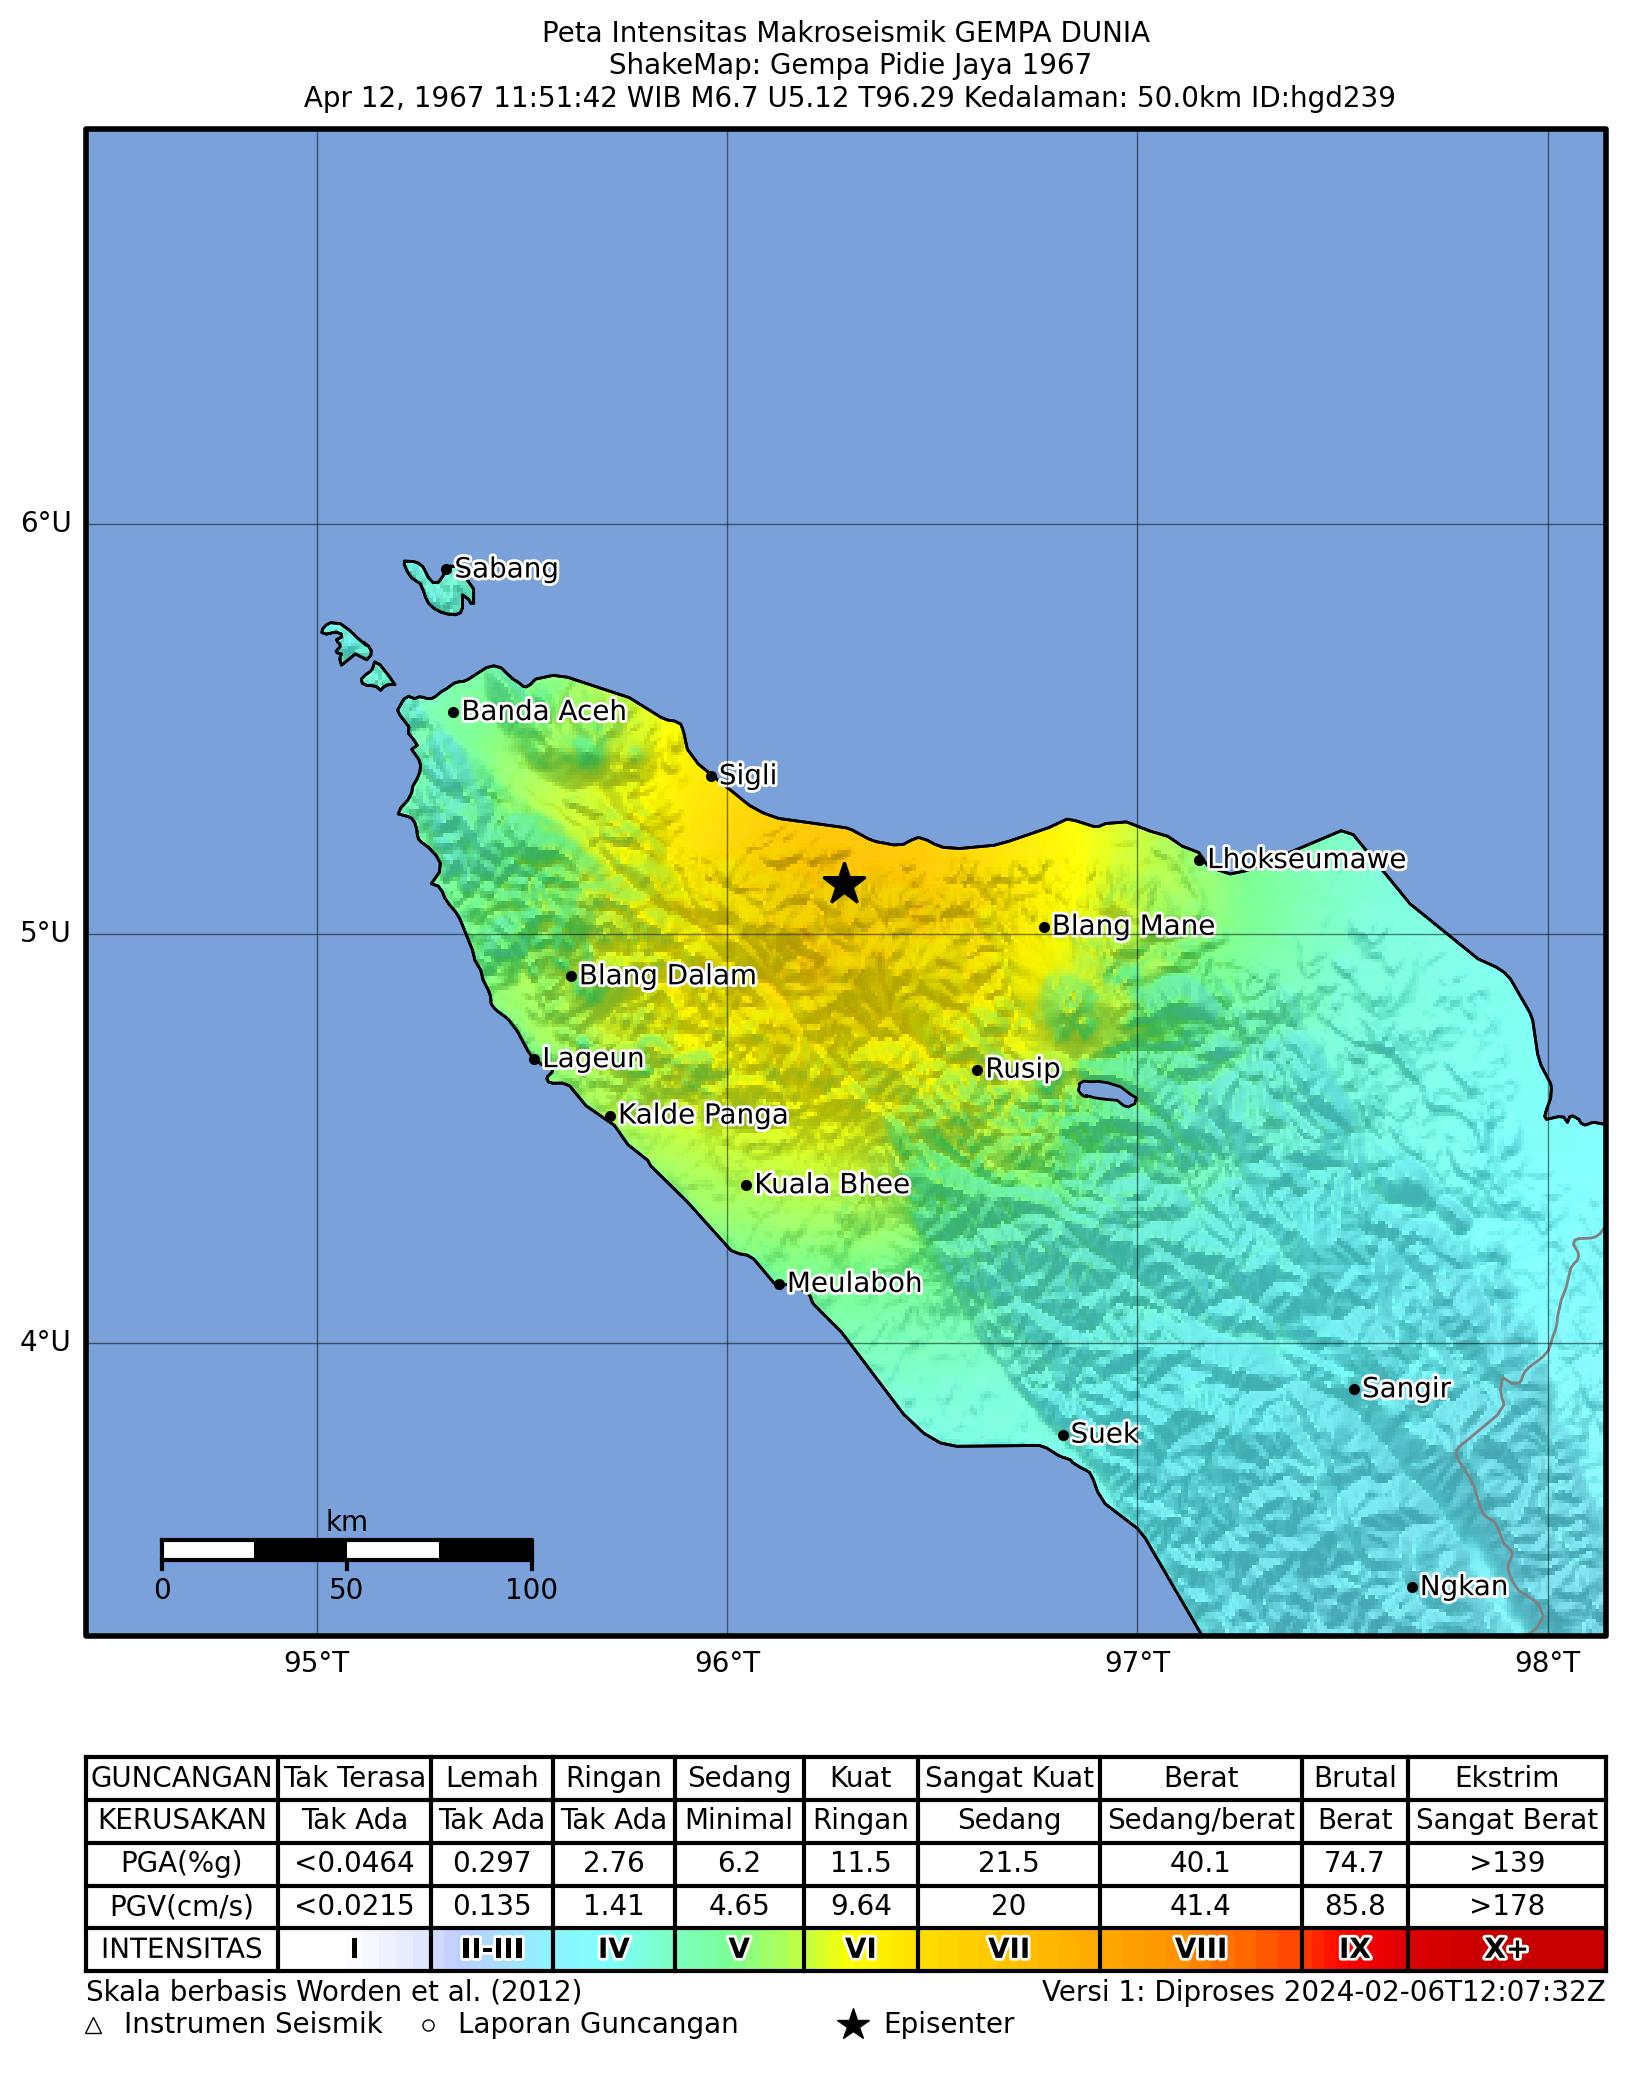 Peta Intensitas Makroseismik GEMPA DUNIA
ShakeMap: Gempa Pidie Jaya 1967
Apr 12, 1967 11:51:42 WIB M6.7 U5.12 T96.29 Kedalaman: 50.0km ID:hgd239
6°U
Sabang
Banda Aceh
Sigli
Lhokseumawe
5°U
Blang Mane
Blang Dalam
Lageun
Rusip
Kalde Panga
Kuala Bhee
Meulaboh
4°U
Sangir
Suek
km
0 50 100
Ngkan
95°T 96°T 97°T 98°T
GUNCANGAN Tak Terasa Lemah Ringan Sedang Kuat Sangat Kuat Berat Brutal Ekstrim
KERUSAKAN Tak Ada Tak Ada Tak Ada Minimal Ringan Sedang Sedang/berat Berat Sangat Berat
PGA(%g) <0.0464 0.297 2.76 6.2 11.5 21.5 40.1 74.7 >139
PGV(cm/s) <0.0215 0.135 1.41 4.65 9.64 20 41.4 85.8 >178
INTENSITAS I II-III IV V VI VII VIII IX X+
Skala berbasis Worden et al. (2012) Versi 1: Diproses 2024-02-06T12:07:32Z
Instrumen Seismik Laporan Guncangan Episenter